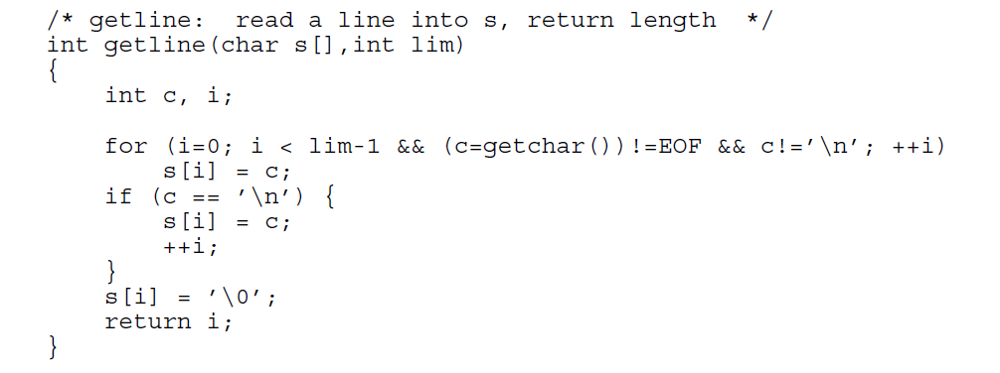 /* getline:  read a line into s, return length  */
int getline(char s[],int lim)
{
    int c, i;

    for (i=0; i < lim-1 && (c=getchar())!=EOF && c!='\n'; ++i)
        s[i] = c;
    if (c == '\n') {
        s[i] = c;
        ++i;
    }
    s[i] = '\0';
    return i;
}